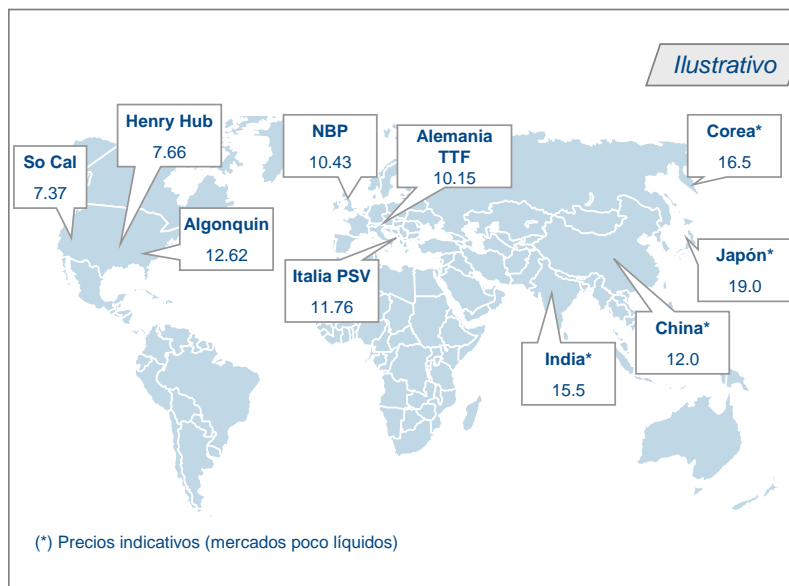 Ilustrativo
Henry Hub
7.66
So Cal
7.37
Algonquin
12.62
NBP
10.43
Alemania
TTF
10.15
Italia PSV
11.76
Corea*
16.5
Japón*
19.0
China*
12.0
India*
15.5
(*) Precios indicativos (mercados poco líquidos)